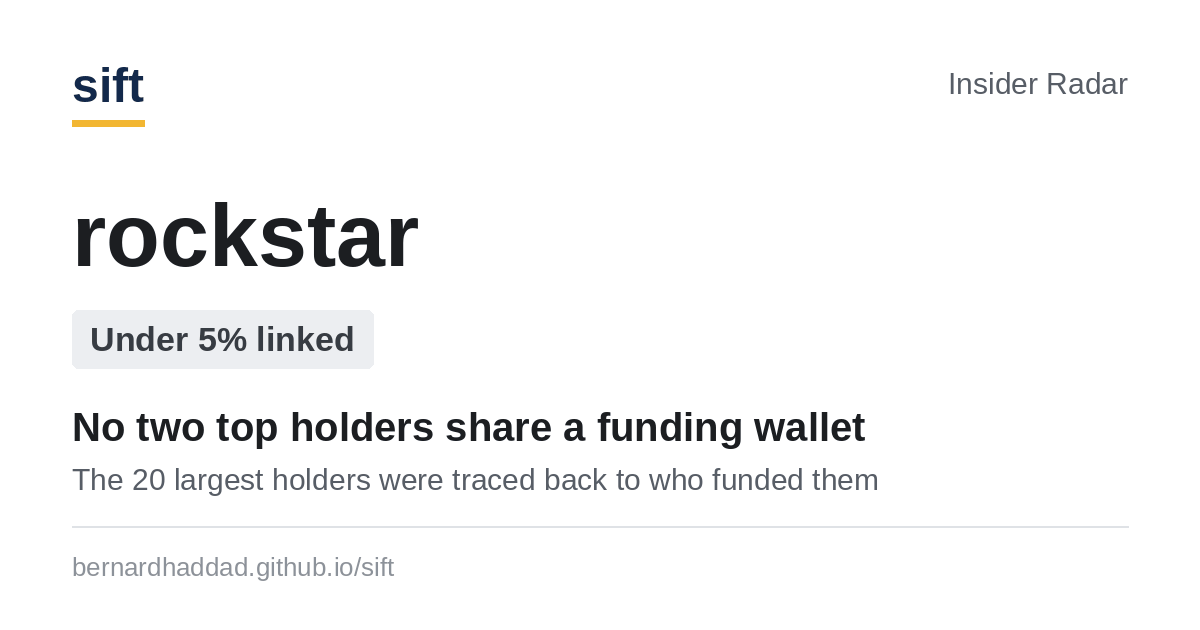 sift
Insider Radar
rockstar
Under 5% linked
No two top holders share a funding wallet
The 20 largest holders were traced back to who funded them
bernardhaddad.github.io/sift